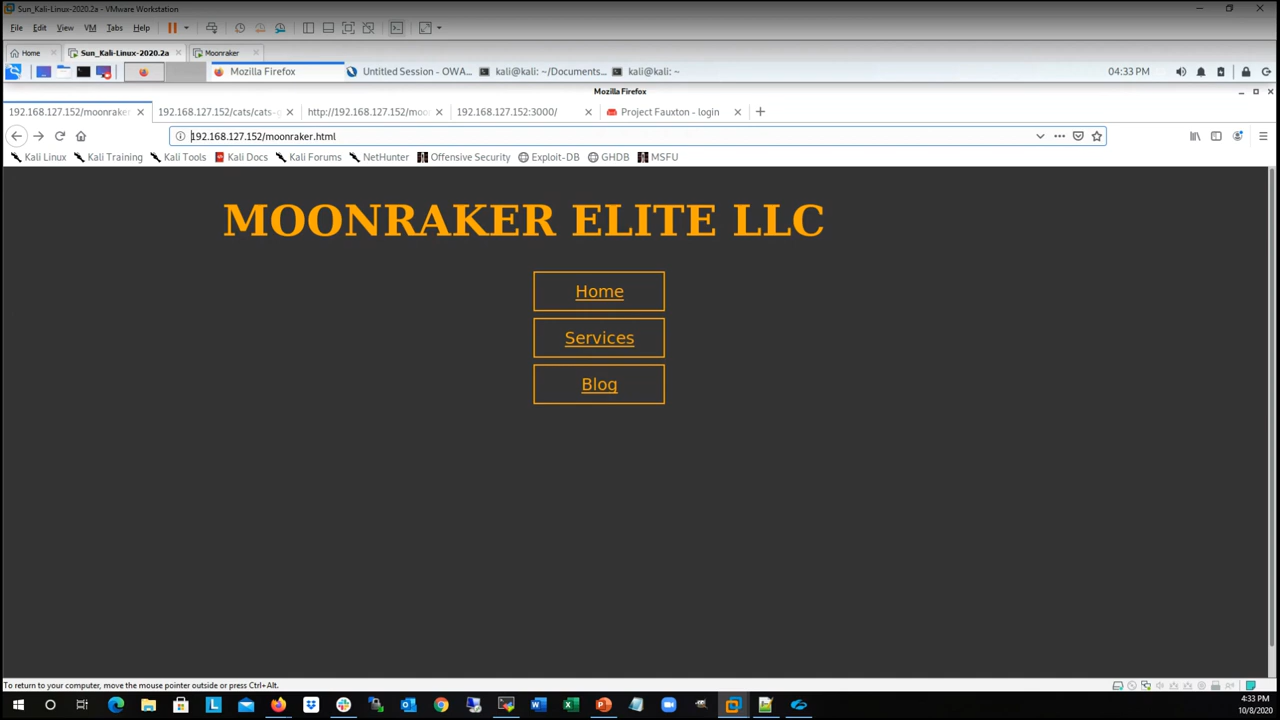 Sun_Kali-Linux-2020.2a - VMware Workstation
File Edit View VM Tabs Help
Home Sun_Kali-Linux-2020.2a Moonraker
Mozilla Firefox Untitled Session - OWA... kali@kali: ~/Documents... kali@kali: ~ 04:33 PM
Mozilla Firefox
192.168.127.152/moonraker 192.168.127.152/cats/cats- http://192.168.127.152/moo 192.168.127.152:3000/ Project Fauxton - login
192.168.127.152/moonraker.html
Kali Linux Kali Training Kali Tools Kali Docs Kali Forums NetHunter Offensive Security Exploit-DB GHDB MSFU
MOONRAKER ELITE LLC
Home
Services
Blog
To return to your computer, move the mouse pointer outside or press Ctrl+Alt.
4:33 PM
10/8/2020